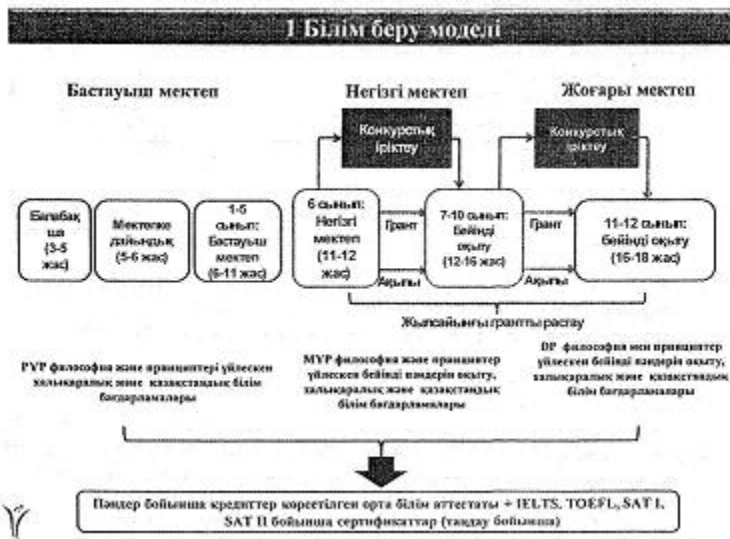 1 Білім беру моделі
Бастауыш мектеп
Негізгі мектеп
Жоғары мектеп
Конкурстық
іріктеу
Конкурстық
іріктеу
Балабақ
ша
(3-5
жас)
Мектепке
дайындық
(5-6 жас)
1-5
сынып:
Бастауыш
мектеп
(6-11 жас)
6 сынып:
Негізгі
мектеп
(11-12
жас)
Грант
Ақылы
7-10 сынып:
Бейінді
оқыту
(12-16 жас)
Грант
Ақылы
11-12 сынып:
бейінді оқыту
(16-18 жас)
Жылсайынғы грантты растау
PYP философия және принциптері үйлескен
халықаралық және қазақстандық білім
бағдарламалары
MYP философия және принциптер
үйлескен бейінді пәндерін оқыту,
халықаралық және қазақстандық
білім бағдарламалары
DP философия мен принциптер
үйлескен бейінді пәндерін оқыту,
халықаралық және қазақстандық
білім бағдарламалары
Пәндер бойынша кредиттер көрсетілген орта білім аттестаты + IELTS, TOEFL, SAT I,
SAT II бойынша сертификаттар (таңдау бойынша)